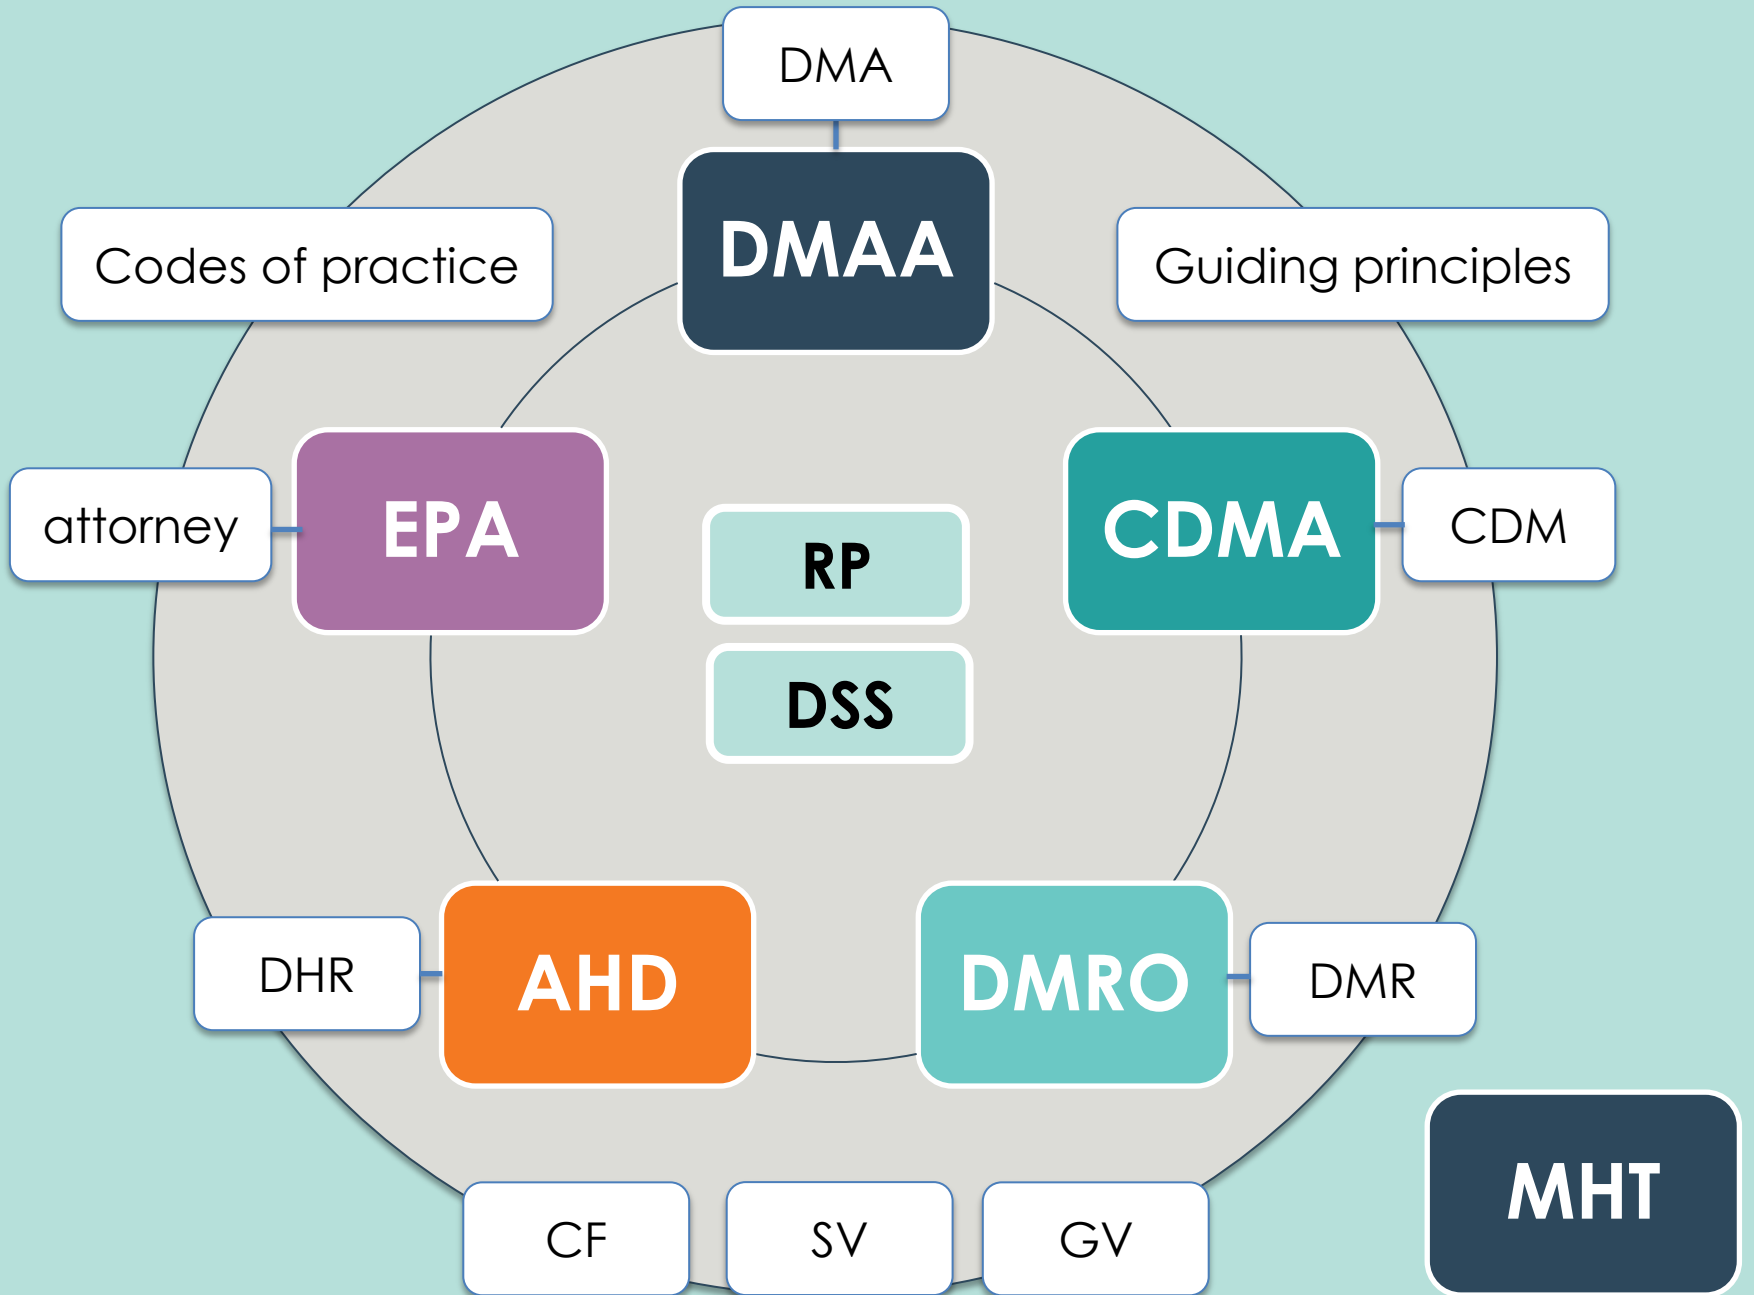 DMA
DMAA
Codes of practice
Guiding principles
attorney
EPA
CDMA
CDM
RP
DSS
DHR
AHD
DMRO
DMR
MHT
CF
SV
GV